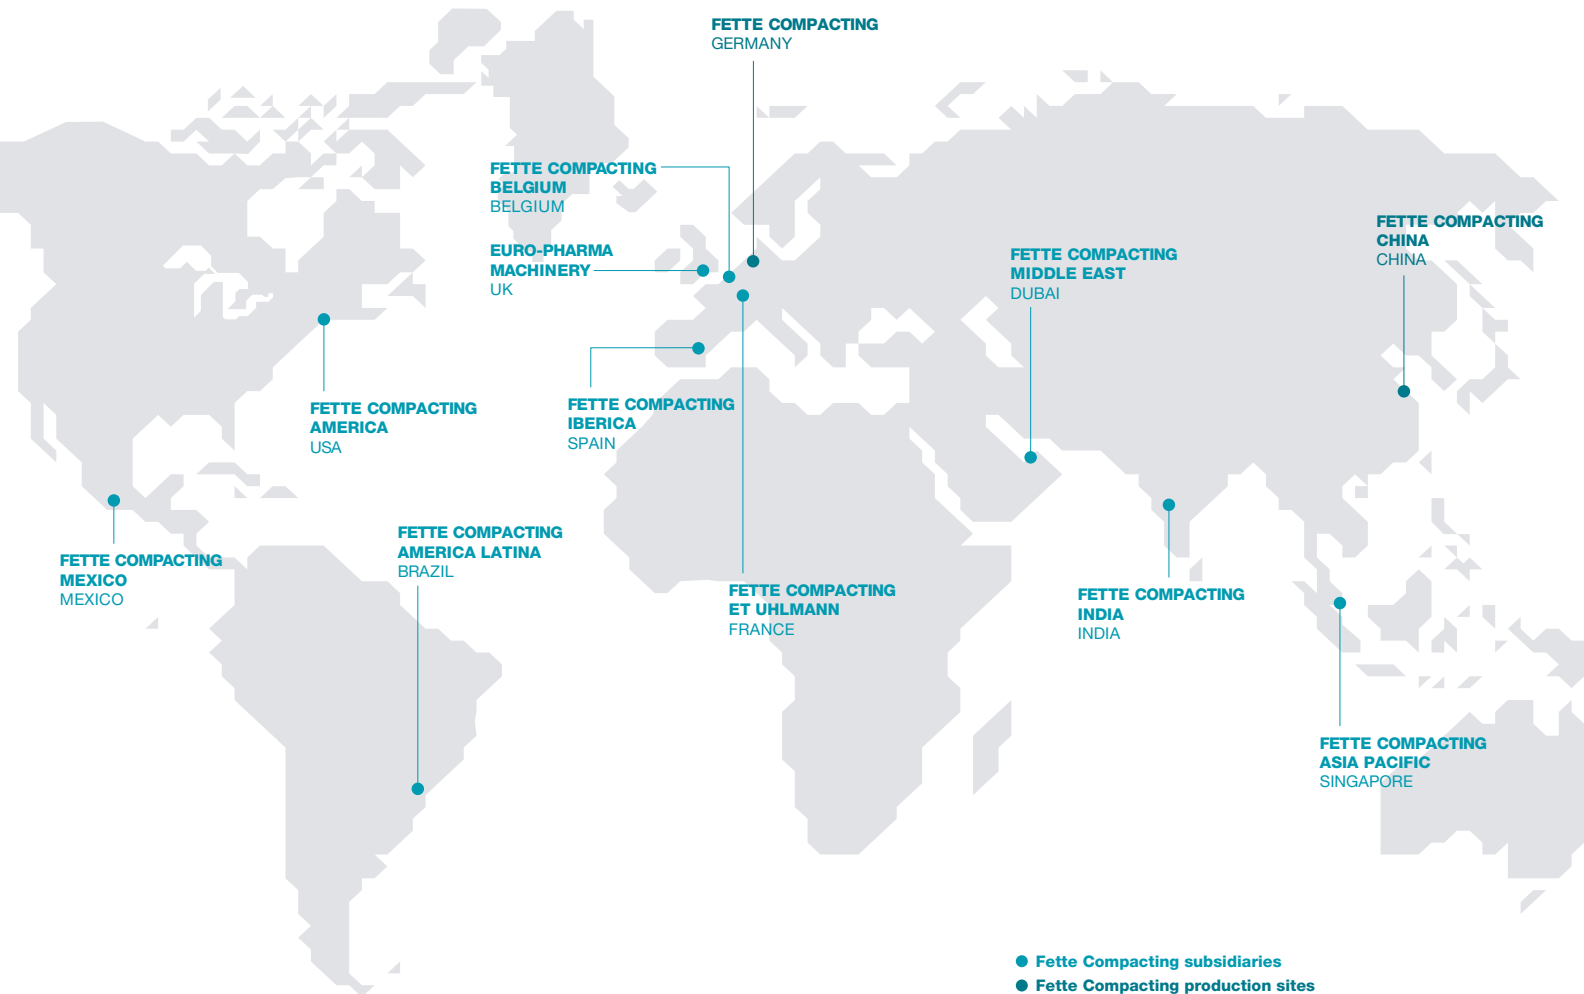 FETTE COMPACTING
GERMANY
FETTE COMPACTING
BELGIUM
BELGIUM
EURO-PHARMA
MACHINERY
UK
FETTE COMPACTING
MIDDLE EAST
DUBAI
FETTE COMPACTING
CHINA
CHINA
FETTE COMPACTING
AMERICA
USA
FETTE COMPACTING
IBERICA
SPAIN
FETTE COMPACTING
MEXICO
MEXICO
FETTE COMPACTING
AMERICA LATINA
BRAZIL
FETTE COMPACTING
ET UHLMANN
FRANCE
FETTE COMPACTING
INDIA
INDIA
FETTE COMPACTING
ASIA PACIFIC
SINGAPORE
Fette Compacting subsidiaries
Fette Compacting production sites